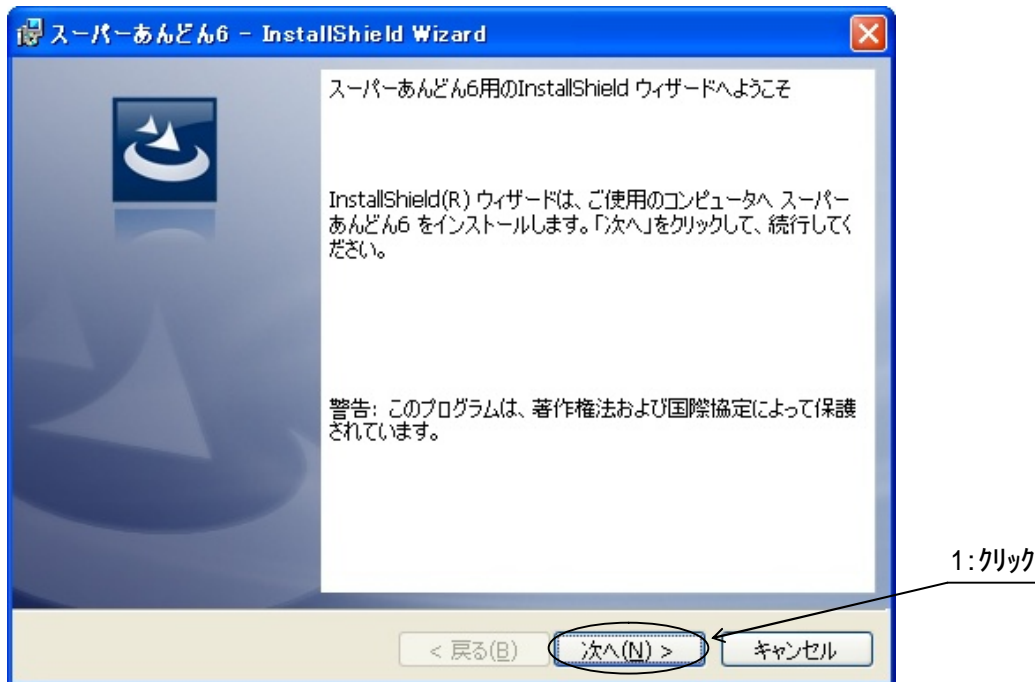 スーパーあんどん6 - InstallShield Wizard
スーパーあんどん6用のInstallShield ウィザードへようこそ
InstallShield(R) ウィザードは、ご使用のコンピュータへ スーパー
あんどん6 をインストールします。「次へ」をクリックして、続行してく
ださい。
警告: このプログラムは、著作権法および国際協定によって保護
されています。
1:クリック
< 戻る(B)
次へ(N) >
キャンセル